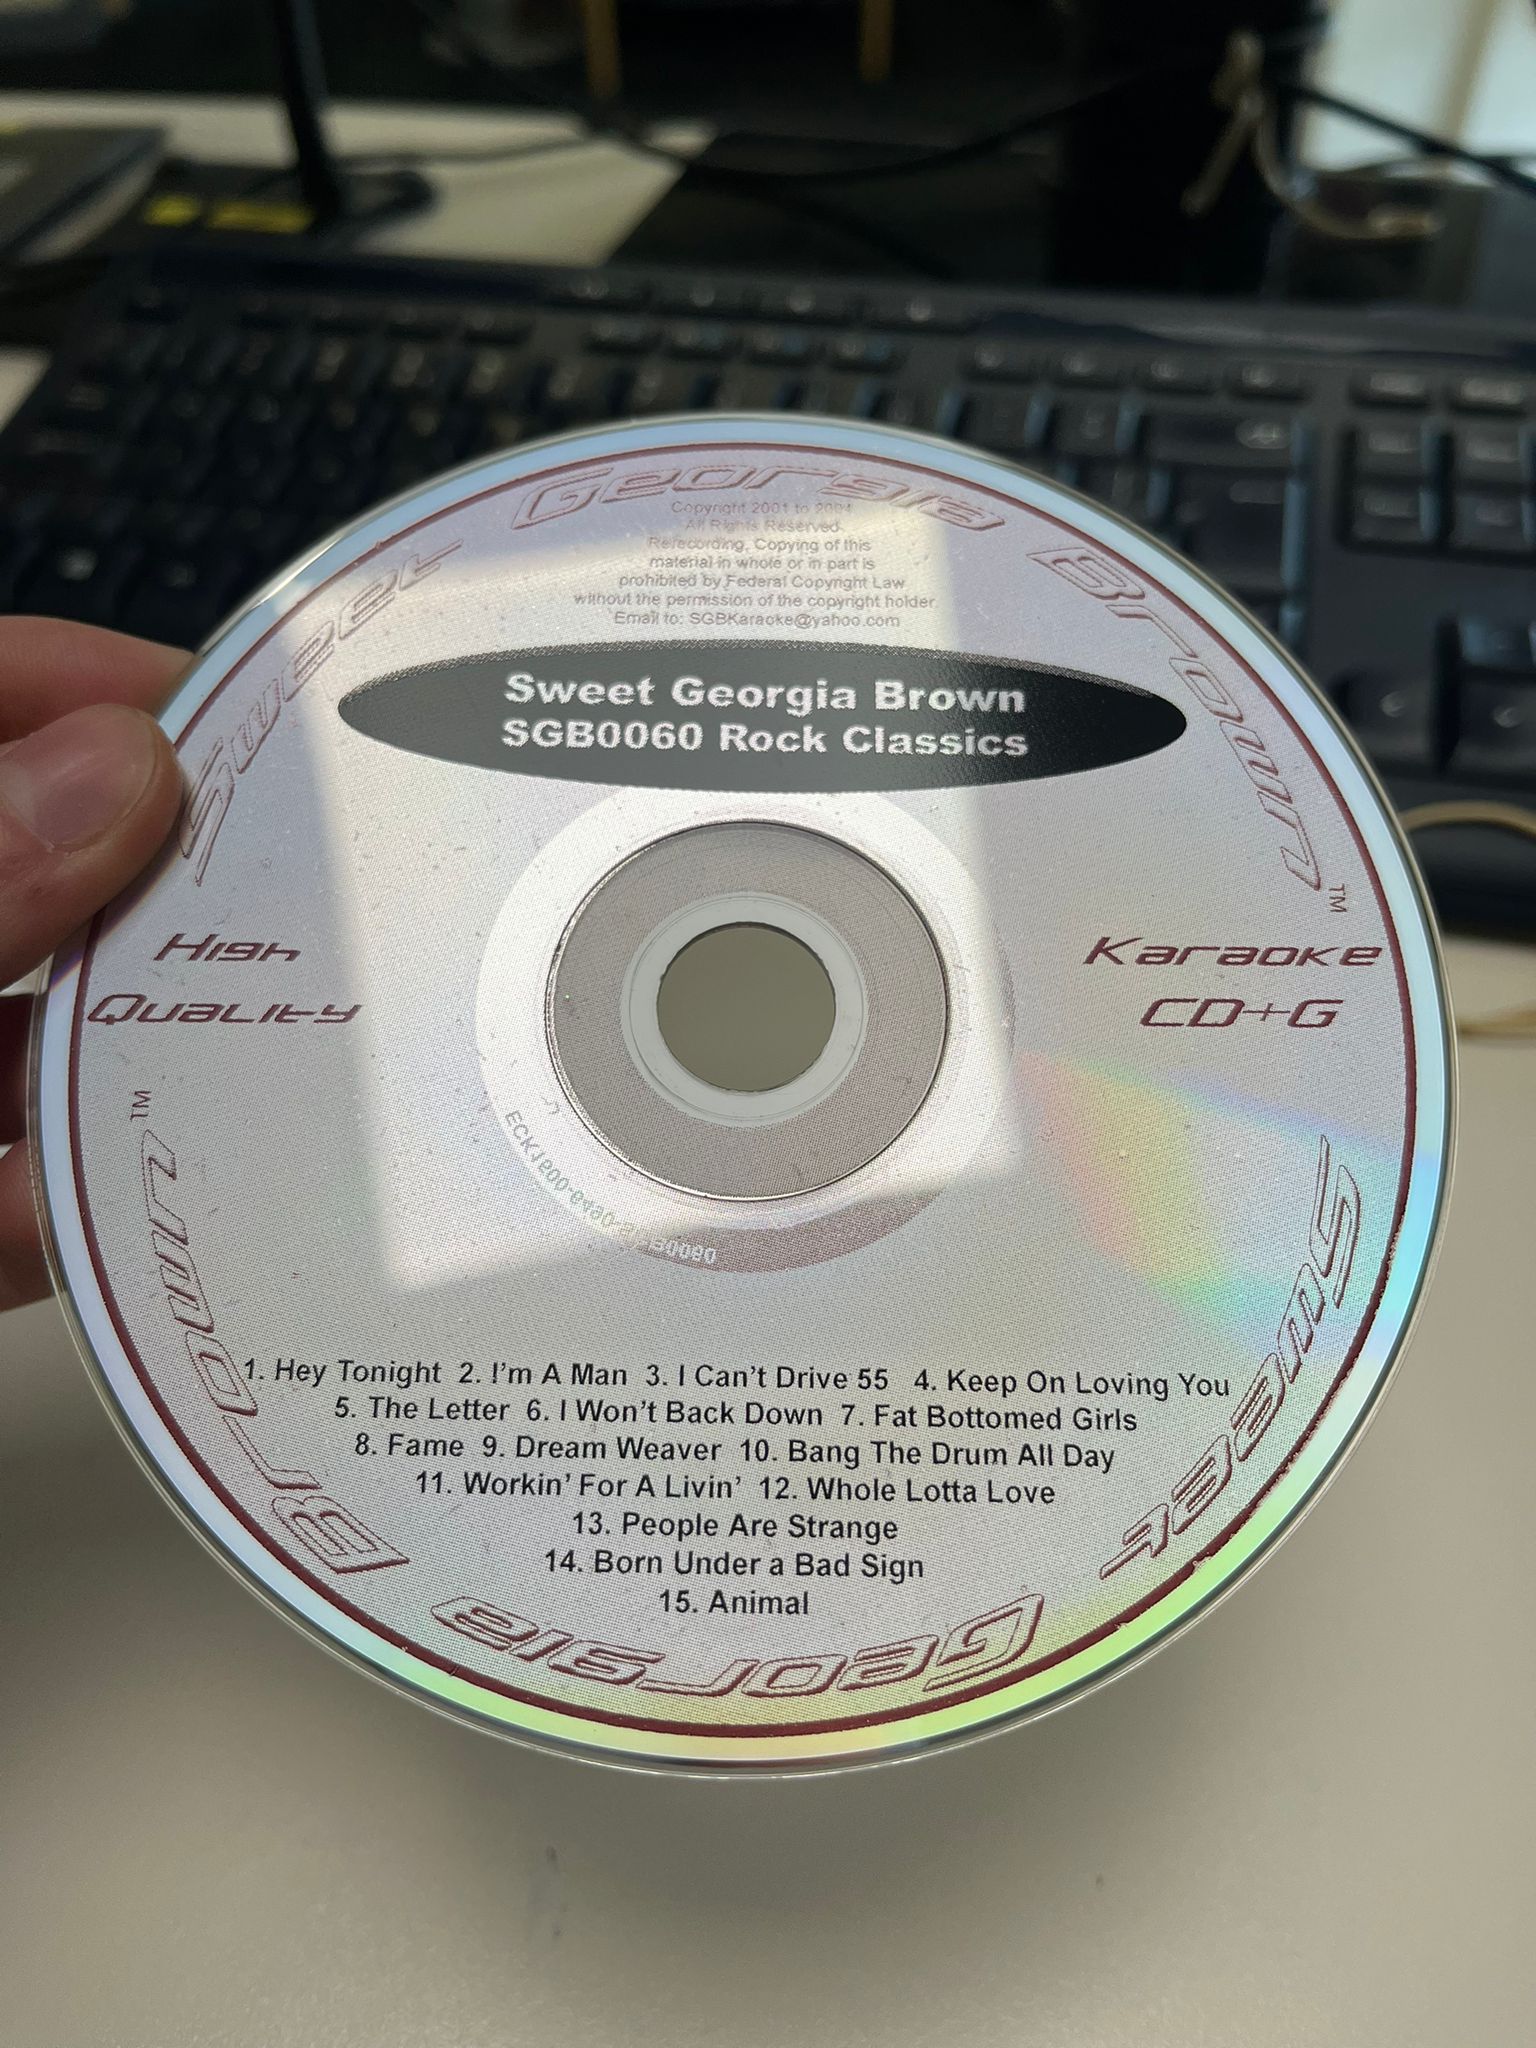 Sweet Georgia Brown™
Copyright 2001 to 2004
All Rights Reserved.
Rerecording, Copying of this
material in whole or in part is
prohibited by Federal Copyright Law
without the permission of the copyright holder.
Email to: SGBKaraoke@yahoo.com
Sweet Georgia Brown
SGB0060 Rock Classics
High
Quality
Karaoke
CD+G
1. Hey Tonight 2. I'm A Man 3. I Can't Drive 55 4. Keep On Loving You
5. The Letter 6. I Won't Back Down 7. Fat Bottomed Girls
8. Fame 9. Dream Weaver 10. Bang The Drum All Day
11. Workin' For A Livin' 12. Whole Lotta Love
13. People Are Strange
14. Born Under a Bad Sign
15. Animal
Sweet Georgia Brown™